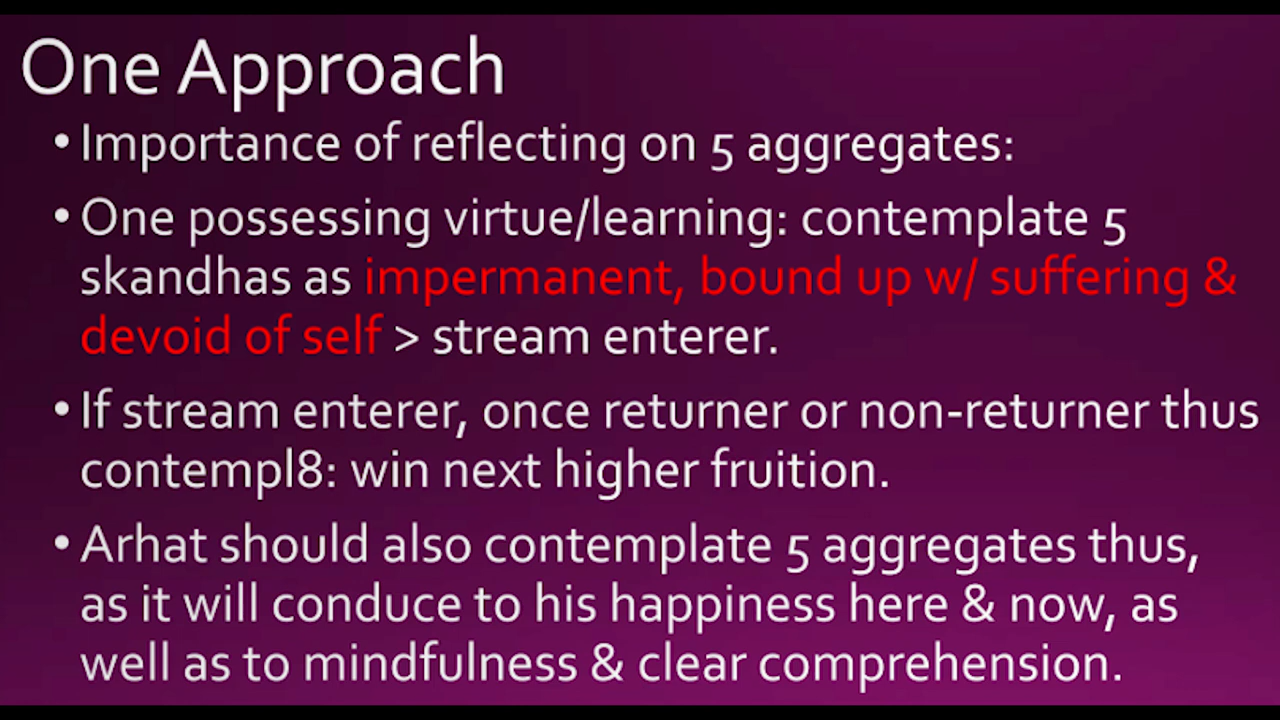 One Approach
• Importance of reflecting on 5 aggregates:
• One possessing virtue/learning: contemplate 5
skandhas as impermanent, bound up w/ suffering &
devoid of self > stream enterer.
• If stream enterer, once returner or non-returner thus
contempl8: win next higher fruition.
• Arhat should also contemplate 5 aggregates thus,
as it will conduce to his happiness here & now, as
well as to mindfulness & clear comprehension.